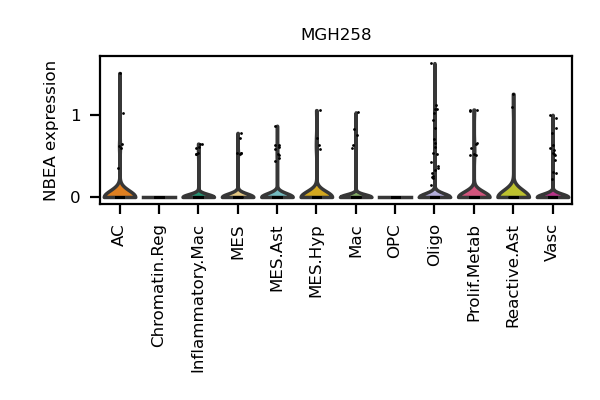 MGH258
NBEA expression
1
0
AC
Chromatin.Reg
Inflammatory.Mac
MES
MES.Ast
MES.Hyp
Mac
OPC
Oligo
Prolif.Metab
Reactive.Ast
Vasc